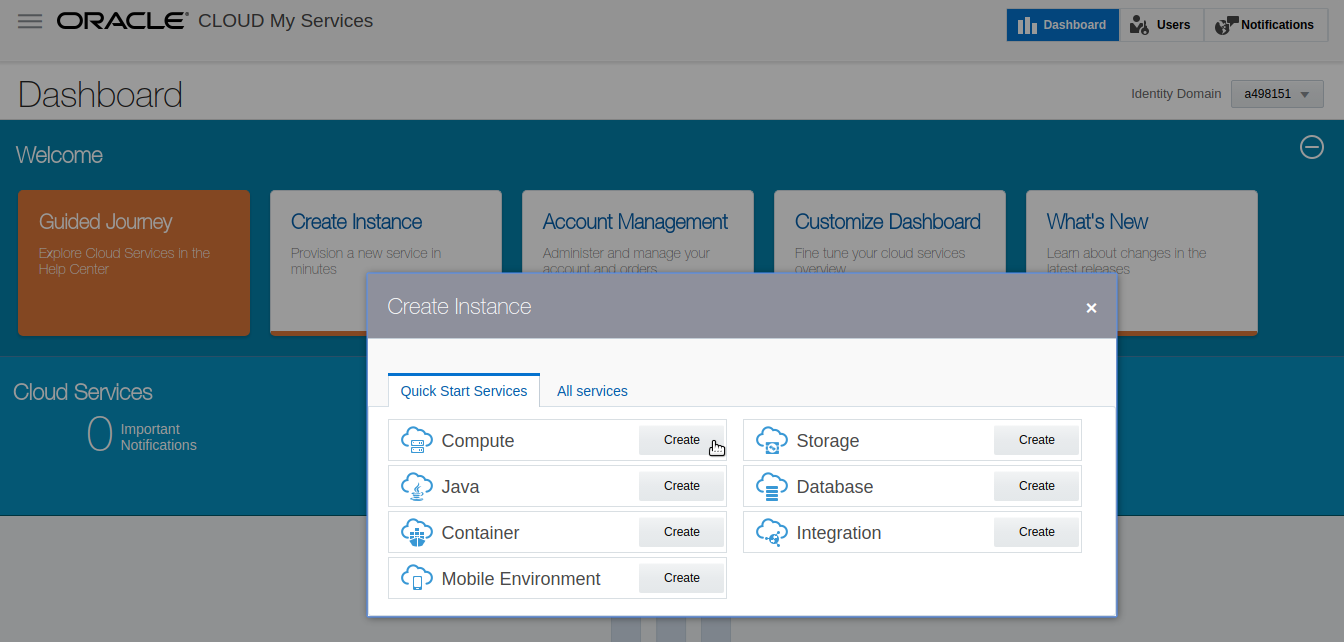 ORACLE® CLOUD My Services
Dashboard
Users
Notifications
Dashboard
Identity Domain
a498151
Welcome
Guided Journey
Explore Cloud Services in the
Help Center
Create Instance
Provision a new service in
minutes
Account Management
Administer and manage your
account and orders
Customize Dashboard
Fine tune your cloud services
overview
What's New
Learn about changes in the
latest releases
Cloud Services
0
Important
Notifications
Create Instance
×
Quick Start Services
All services
Compute
Create
Storage
Create
Java
Create
Database
Create
Container
Create
Integration
Create
Mobile Environment
Create